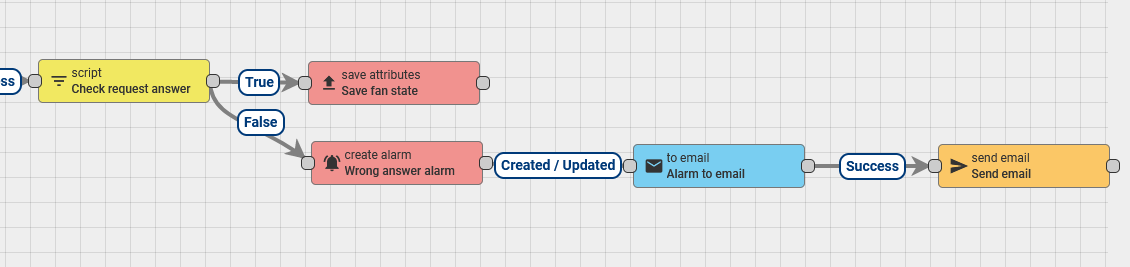 ss
script
Check request answer
True
save attributes
Save fan state
False
create alarm
Wrong answer alarm
Created / Updated
to email
Alarm to email
Success
send email
Send email